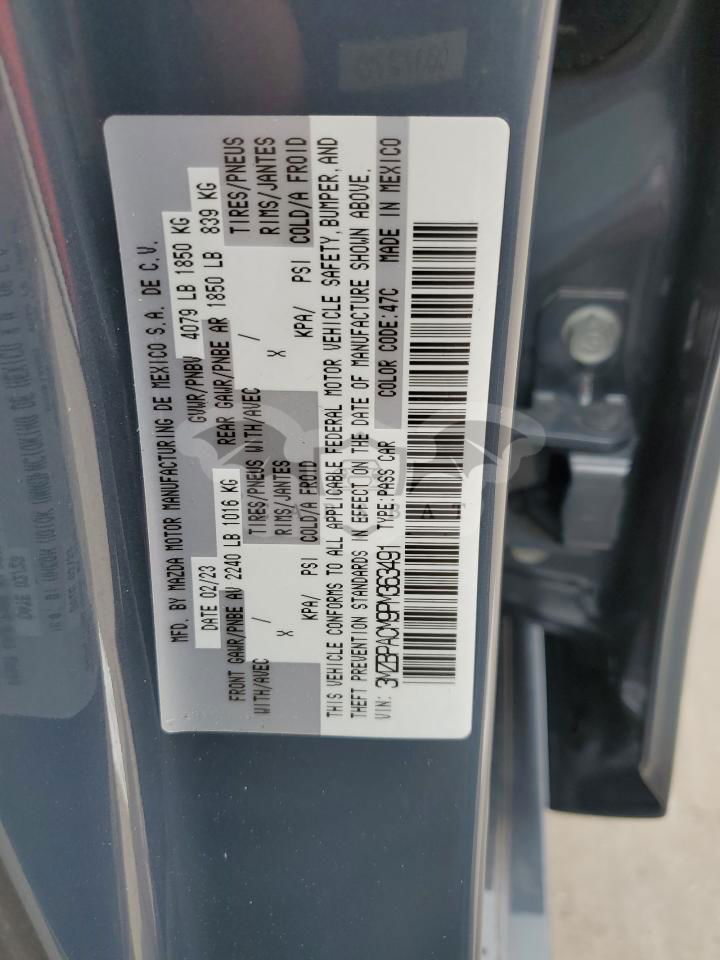 MFD. BY MAZDA MOTOR MANUFACTURING DE MEXICO S.A. DE C.V.
DATE 02/23 GVWR/PNBV 4079 LB 1850 KG
FRONT GAWR/PNBE AU 2240 LB 1016 KG REAR GAWR/PNBE AR 1850 LB 839 KG
WITH/AVEC / TIRES/PNEUS WITH/AVEC / TIRES/PNEUS
X RIMS/JANTES X RIMS/JANTES
KPA/ PSI COLD/A FROID KPA/ PSI COLD/A FROID
THIS VEHICLE CONFORMS TO ALL APPLICABLE FEDERAL MOTOR VEHICLE SAFETY, BUMPER, AND
THEFT PREVENTION STANDARDS IN EFFECT ON THE DATE OF MANUFACTURE SHOWN ABOVE.
VIN: 3MZBPACM9PM363491 TYPE:PASS CAR COLOR CODE:47C MADE IN MEXICO